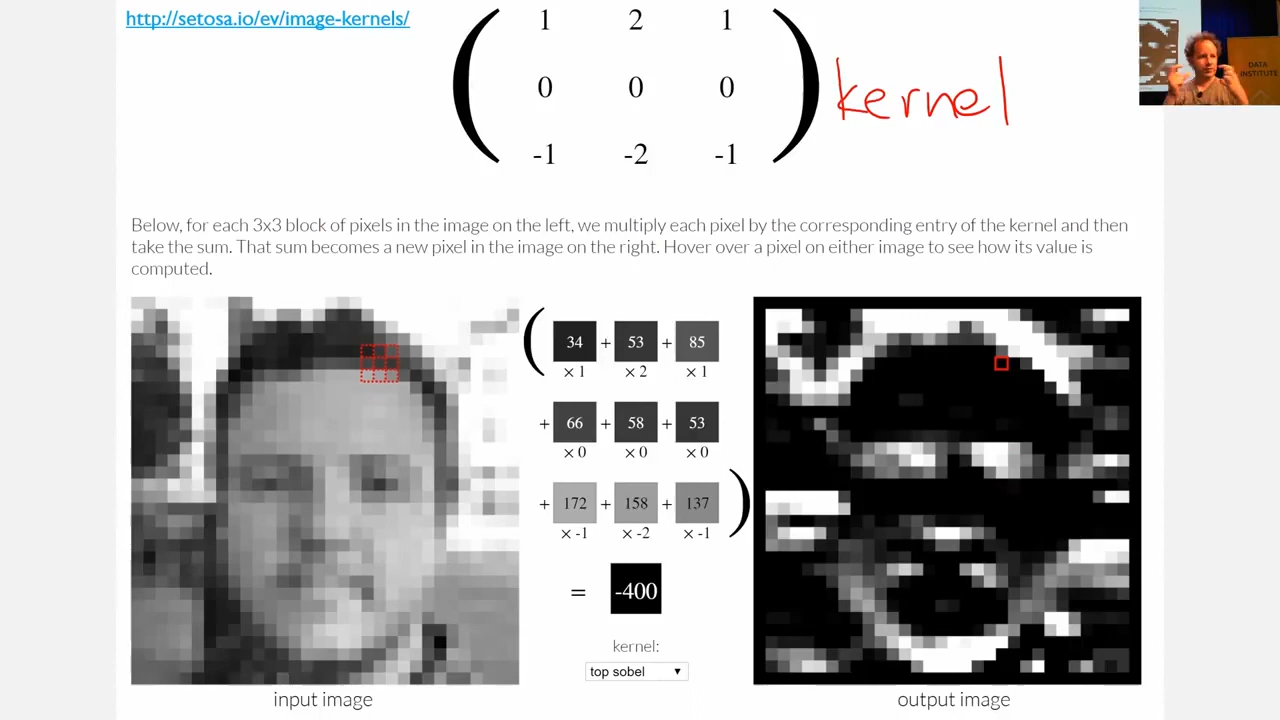 http://setosa.io/ev/image-kernels/
1 2 1
0 0 0
-1 -2 -1
kernel
DATA
INSTITUTE
Below, for each 3x3 block of pixels in the image on the left, we multiply each pixel by the corresponding entry of the kernel and then
take the sum. That sum becomes a new pixel in the image on the right. Hover over a pixel on either image to see how its value is
computed.
( 34 + 53 + 85
×1 ×2 ×1
+ 66 + 58 + 53
×0 ×0 ×0
+ 172 + 158 + 137 )
× -1 × -2 × -1
= -400
kernel:
top sobel
input image
output image